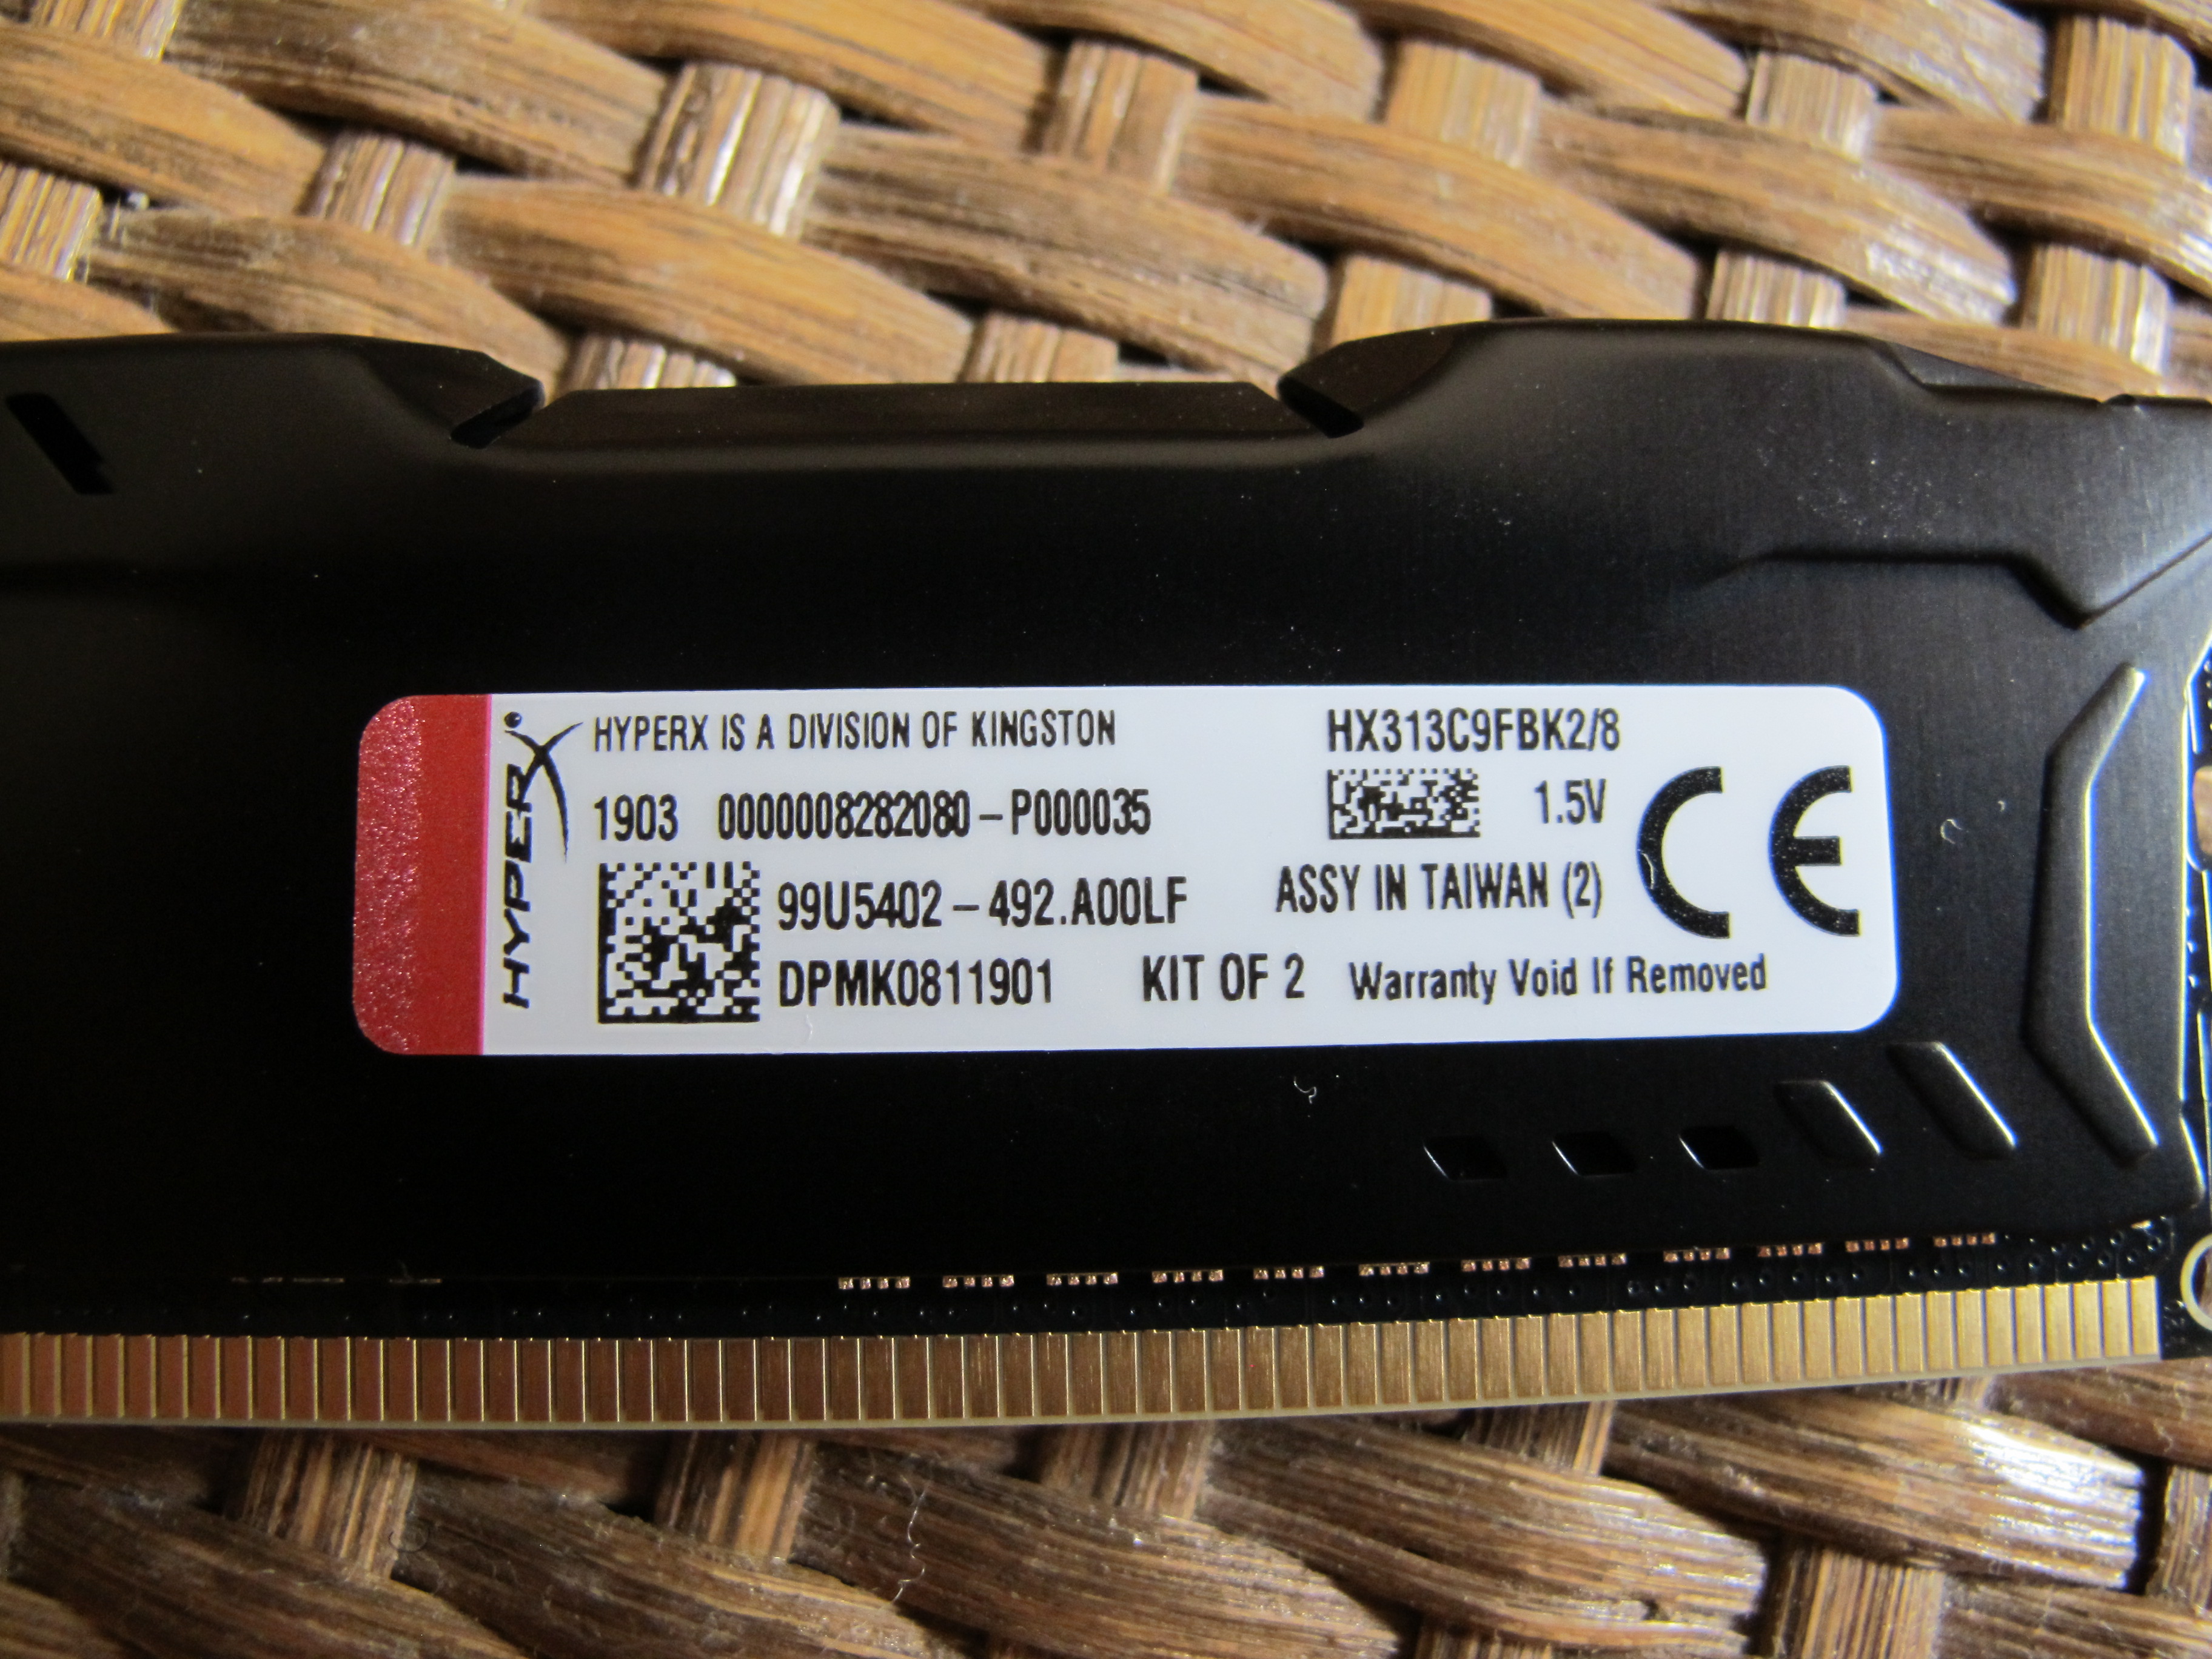 HYPERX
HYPERX IS A DIVISION OF KINGSTON
HX313C9FBK2/8
1903 0000008282080-P000035
1.5V
CE
99U5402-492.A00LF
ASSY IN TAIWAN (2)
DPMK0811901
KIT OF 2
Warranty Void If Removed